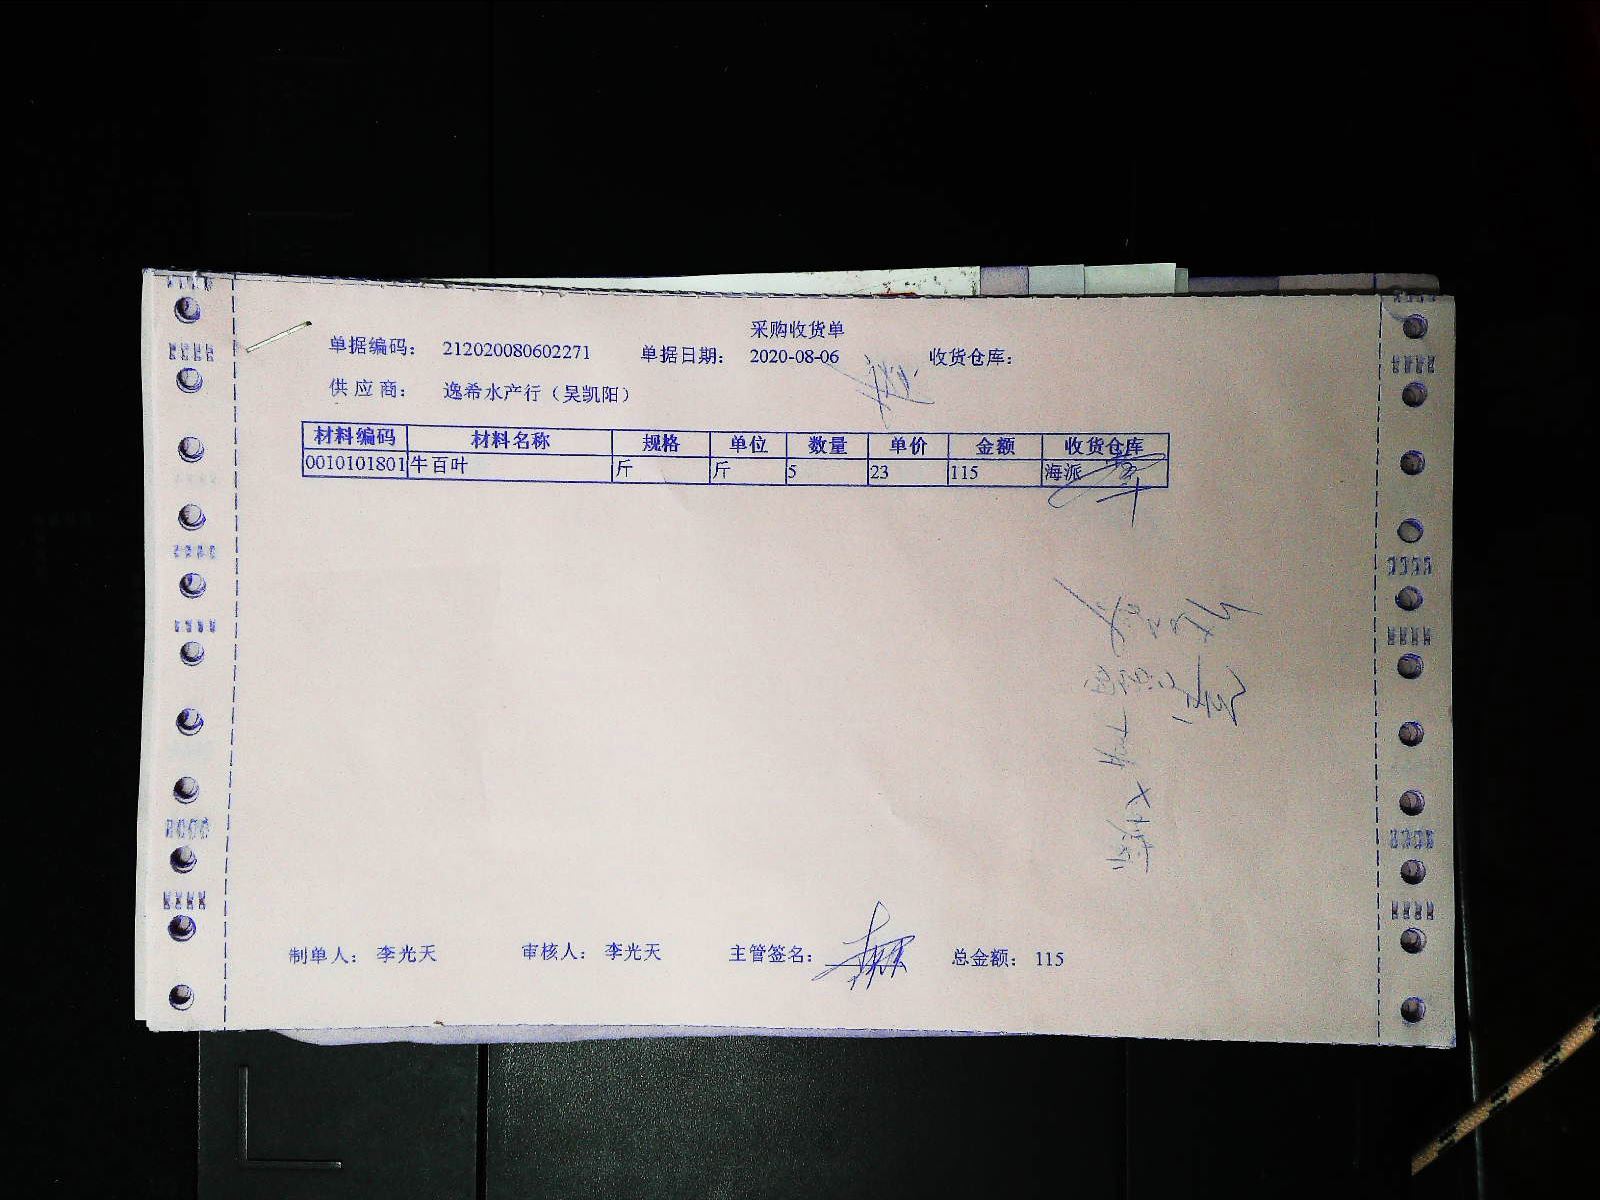 采购收货单
单据编码： 212020080602271 单据日期： 2020-08-06 收货仓库：
供应商： 逸希水产行（吴凯阳）
材料编码 材料名称 规格 单位 数量 单价 金额 收货仓库
0010101801 牛百叶 斤 斤 5 23 115 海派
制单人： 李光天 审核人： 李光天 主管签名： 总金额： 115